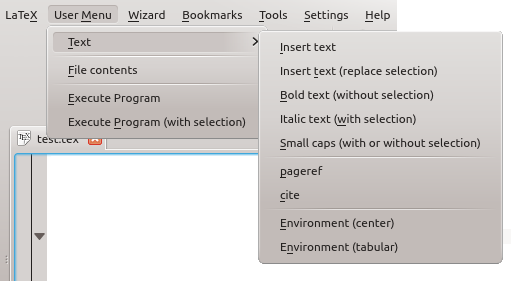 LaTeX User Menu Wizard Bookmarks Tools Settings Help
Text
File contents
Execute Program
Execute Program (with selection)
Insert text
Insert text (replace selection)
Bold text (without selection)
Italic text (with selection)
Small caps (with or without selection)
pageref
cite
Environment (center)
Environment (tabular)
TEX test.tex